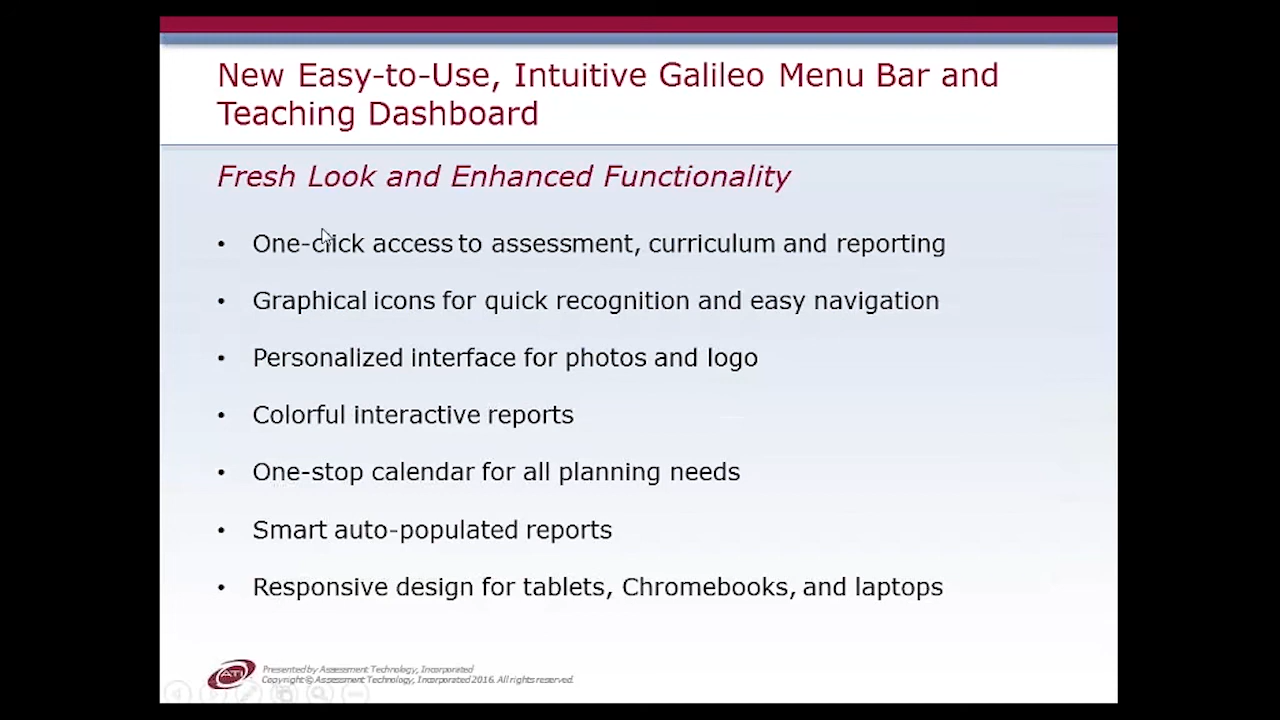 New Easy-to-Use, Intuitive Galileo Menu Bar and
Teaching Dashboard
Fresh Look and Enhanced Functionality
• One-click access to assessment, curriculum and reporting
• Graphical icons for quick recognition and easy navigation
• Personalized interface for photos and logo
• Colorful interactive reports
• One-stop calendar for all planning needs
• Smart auto-populated reports
• Responsive design for tablets, Chromebooks, and laptops
ATI
Presented by Assessment Technology, Incorporated
Copyright © Assessment Technology, Incorporated 2016. All rights reserved.